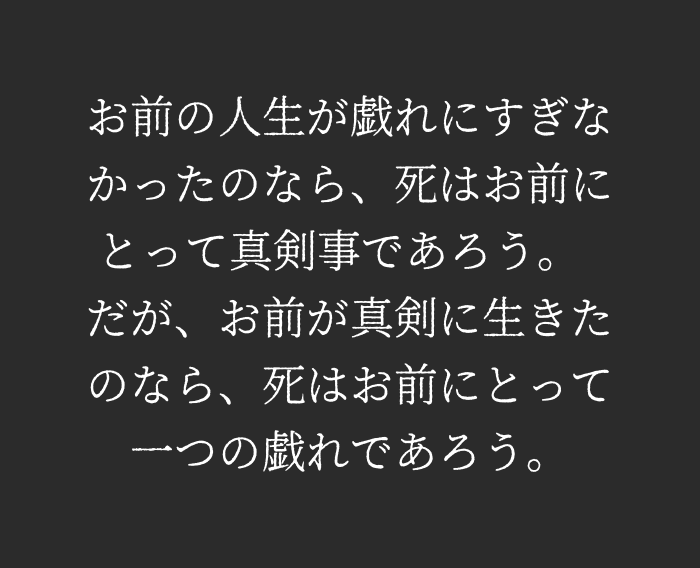 お前の人生が戯れにすぎな
かったのなら、死はお前に
とって真剣事であろう。
だが、お前が真剣に生きた
のなら、死はお前にとって
一つの戯れであろう。